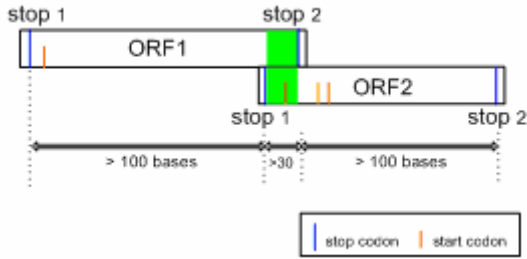 stop 1 stop 2
ORF1
ORF2
stop 1 stop 2
> 100 bases >30 > 100 bases
stop codon start codon